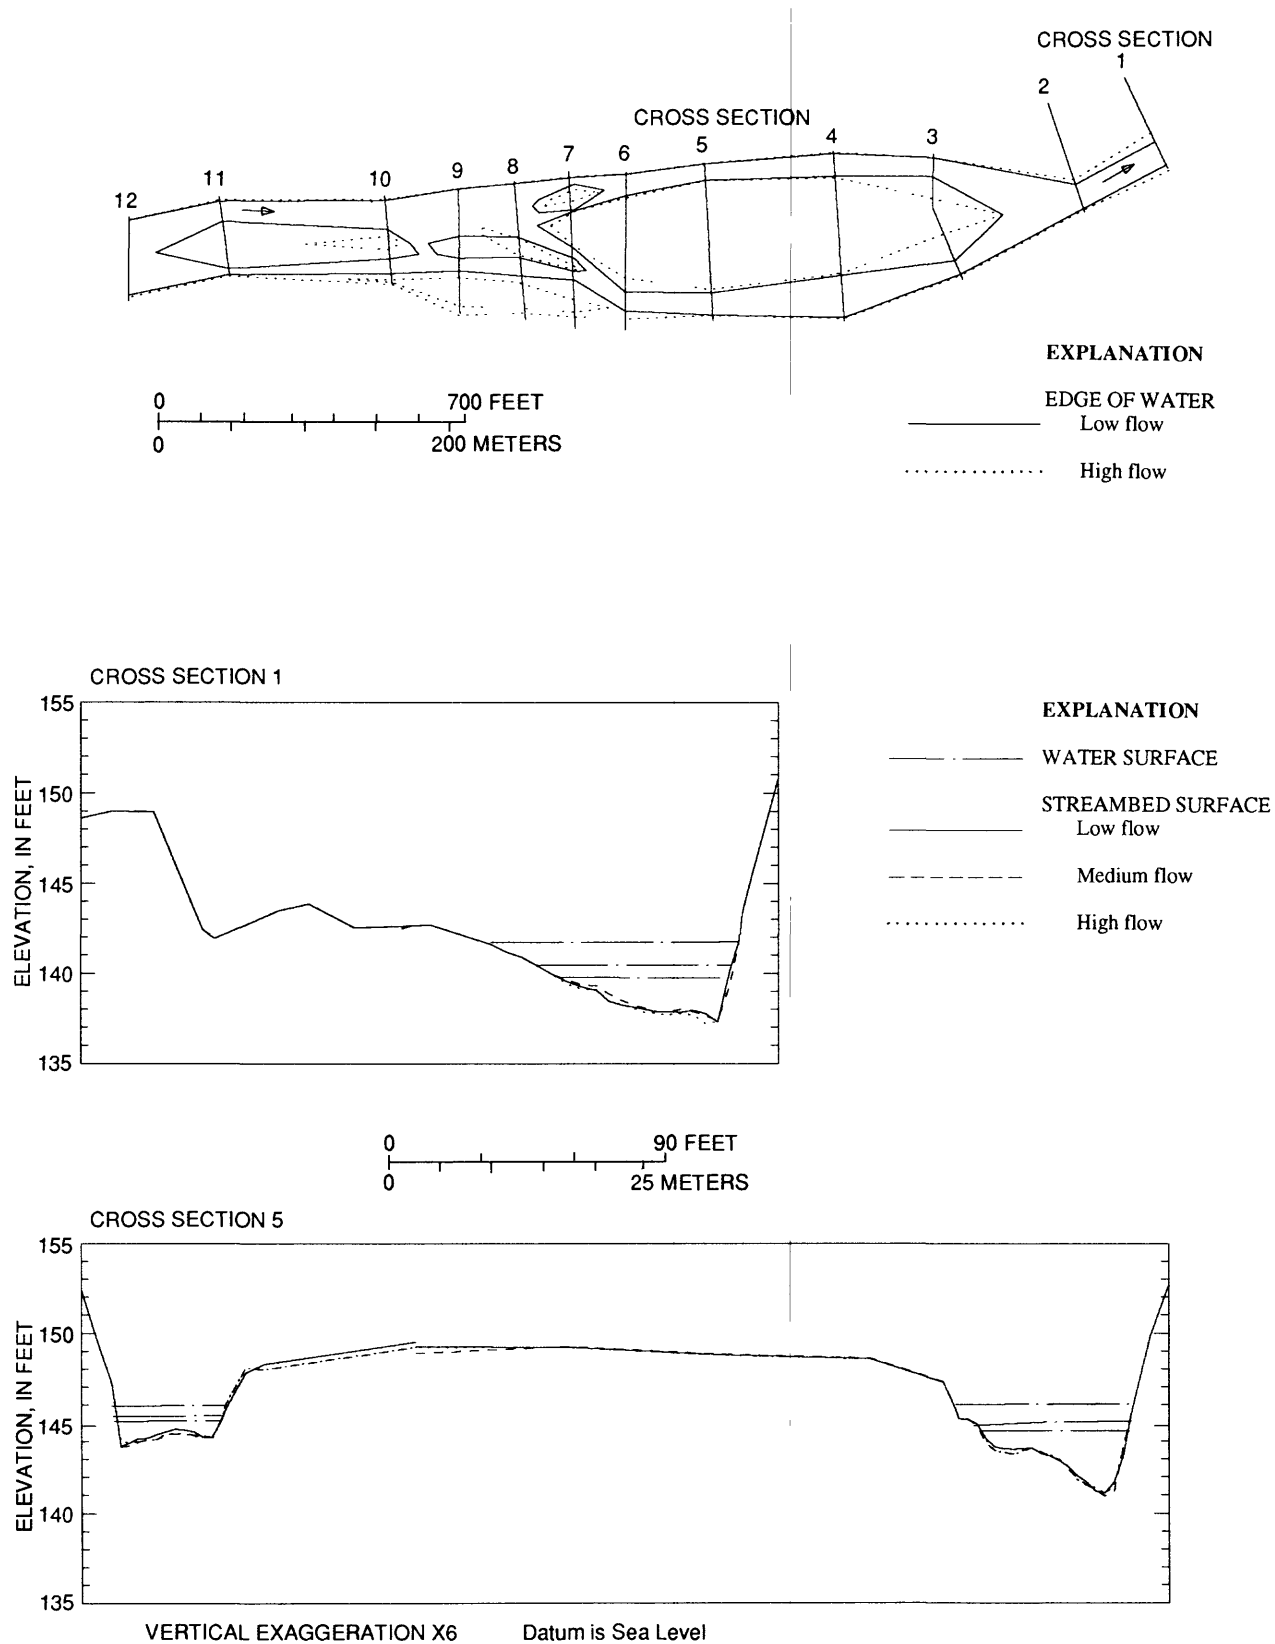 CROSS SECTION
1
2
CROSS SECTION
3
4
5
6
7
8
9
10
11
12
0 700 FEET
0 200 METERS
EXPLANATION
EDGE OF WATER
Low flow
High flow
CROSS SECTION 1
155
150
145
140
135
ELEVATION, IN FEET
EXPLANATION
WATER SURFACE
STREAMBED SURFACE
Low flow
Medium flow
High flow
0 90 FEET
0 25 METERS
CROSS SECTION 5
155
150
145
140
135
ELEVATION, IN FEET
VERTICAL EXAGGERATION X6 Datum is Sea Level